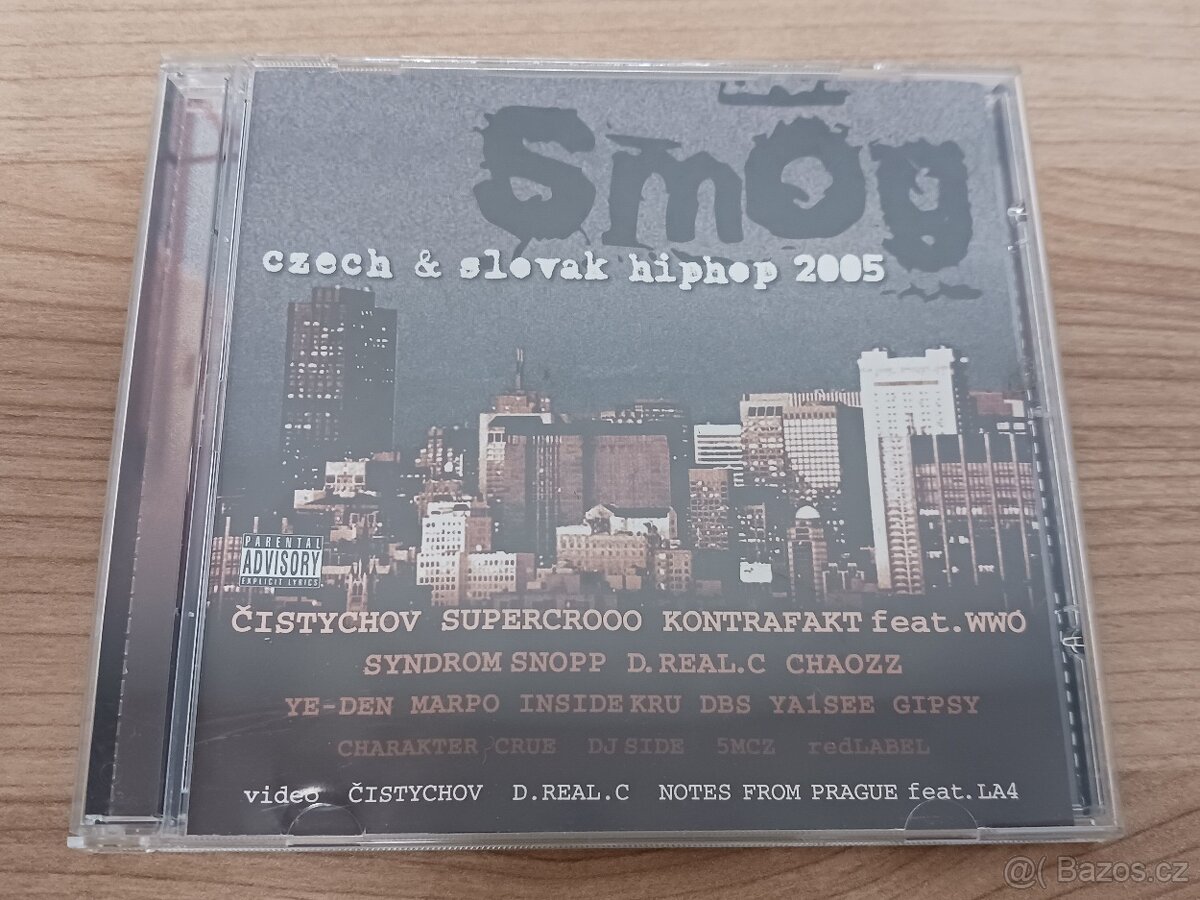 Smog
czech & slovak hiphop 2005
PARENTAL
ADVISORY
EXPLICIT LYRICS
ČISTYCHOV SUPERCROOO KONTRAFAKT feat.WWO
SYNDROM SNOPP D.REAL.C CHAOZZ
YE-DEN MARPO INSIDE KRU DBS YA1SEE GIPSY
CHARAKTER CRUE DJ SIDE 5MCZ redLABEL
video ČISTYCHOV D.REAL.C NOTES FROM PRAGUE feat.LA4
@( Bazos.cz